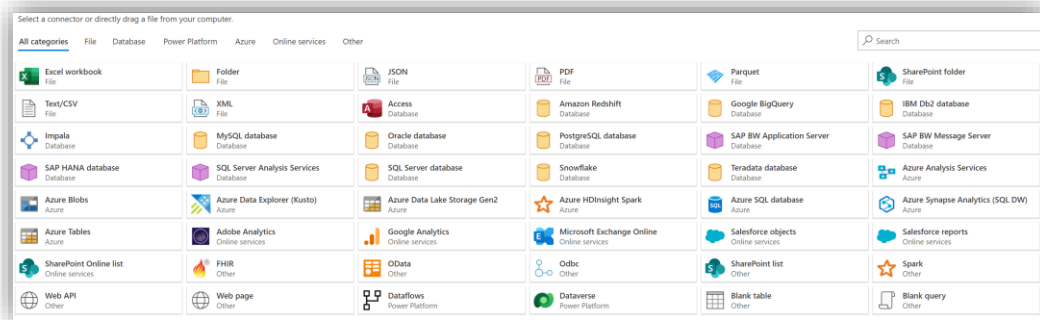 Select a connector or directly drag a file from your computer.
All categories File Database Power Platform Azure Online services Other Search
Excel workbook Folder JSON PDF Parquet SharePoint folder
File File File File File File
Text/CSV XML Access Amazon Redshift Google BigQuery IBM Db2 database
File File Database Database Database Database
Impala MySQL database Oracle database PostgreSQL database SAP BW Application Server SAP BW Message Server
Database Database Database Database Database Database
SAP HANA database SQL Server Analysis Services SQL Server database Snowflake Teradata database Azure Analysis Services
Database Database Database Database Database Azure
Azure Blobs Azure Data Explorer (Kusto) Azure Data Lake Storage Gen2 Azure HDInsight Spark Azure SQL database Azure Synapse Analytics (SQL DW)
Azure Azure Azure Azure Azure Azure
Azure Tables Adobe Analytics Google Analytics Microsoft Exchange Online Salesforce objects Salesforce reports
Azure Online services Online services Online services Online services Online services
SharePoint Online list FHIR OData Odbc SharePoint list Spark
Online services Other Other Other Other Other
Web API Web page Dataflows Dataverse Blank table Blank query
Other Other Power Platform Power Platform Other Other